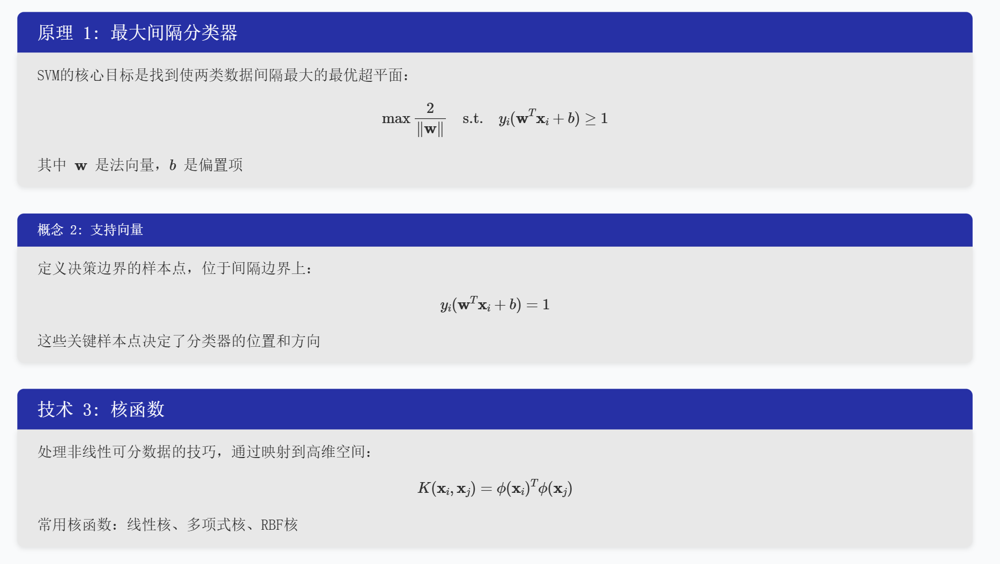 原理 1: 最大间隔分类器
SVM的核心目标是找到使两类数据间隔最大的最优超平面：
$\max \frac{2}{\|\mathbf{w}\|} \quad \text{s.t.} \quad y_i(\mathbf{w}^T\mathbf{x}_i + b) \geq 1$
其中 $\mathbf{w}$ 是法向量，$b$ 是偏置项
概念 2: 支持向量
定义决策边界的样本点，位于间隔边界上：
$y_i(\mathbf{w}^T\mathbf{x}_i + b) = 1$
这些关键样本点决定了分类器的位置和方向
技术 3: 核函数
处理非线性可分数据的技巧，通过映射到高维空间：
$K(\mathbf{x}_i, \mathbf{x}_j) = \phi(\mathbf{x}_i)^T\phi(\mathbf{x}_j)$
常用核函数：线性核、多项式核、RBF核